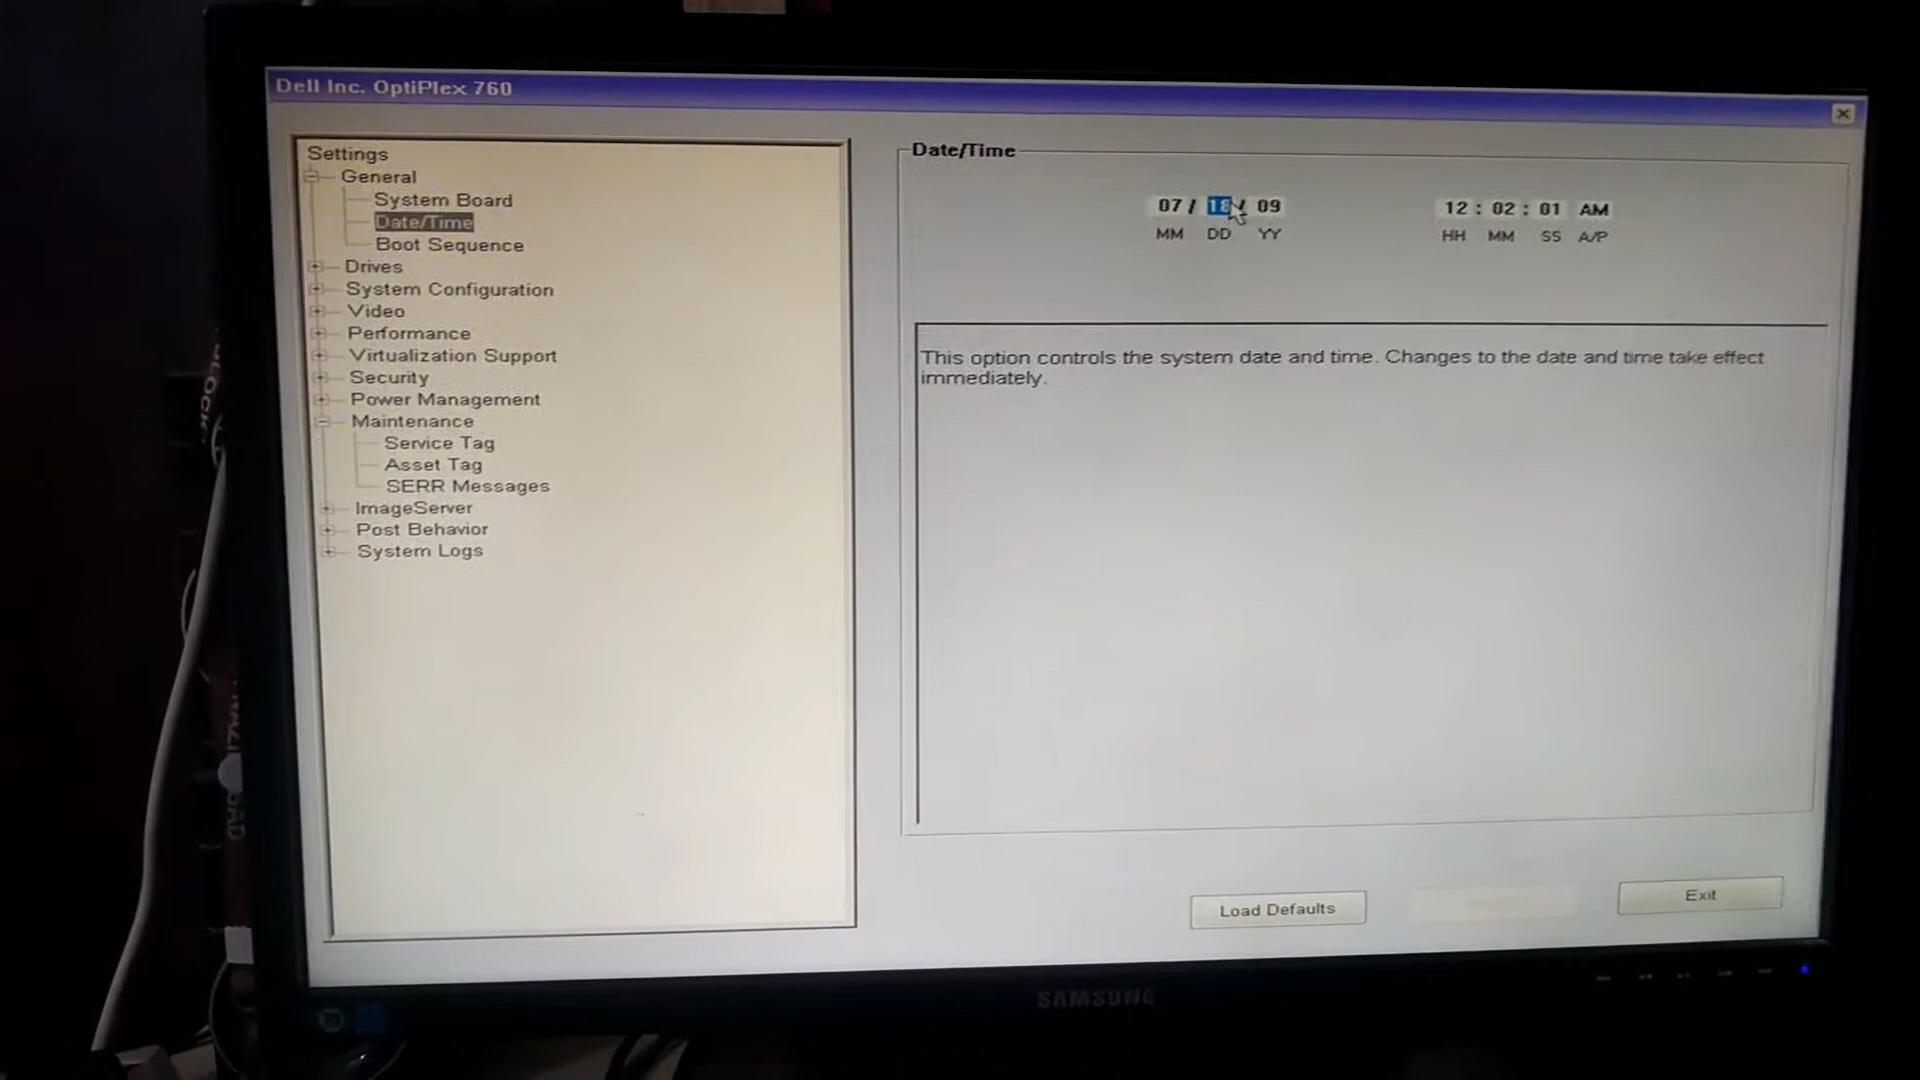 Dell Inc. OptiPlex 760
Settings
General
System Board
Date/Time
Boot Sequence
Drives
System Configuration
Video
Performance
Virtualization Support
Security
Power Management
Maintenance
Service Tag
Asset Tag
SERR Messages
ImageServer
Post Behavior
System Logs
Date/Time
07 / 18 / 09 12 : 02 : 01 AM
MM DD YY HH MM SS A/P
This option controls the system date and time. Changes to the date and time take effect
immediately.
Load Defaults
Exit
SAMSUNG